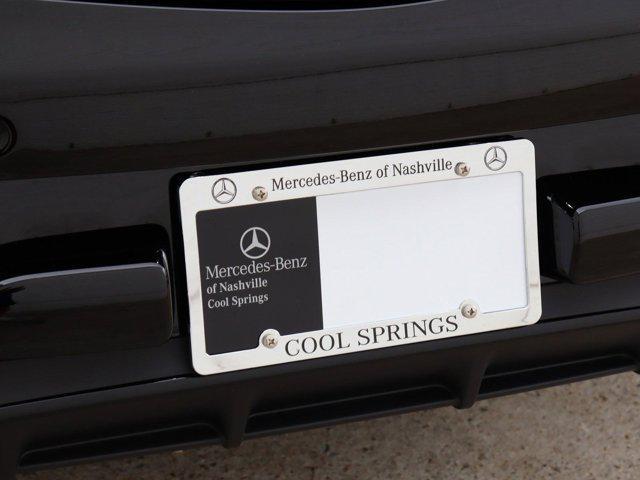 Mercedes-Benz of Nashville
Mercedes-Benz
of Nashville
Cool Springs
COOL SPRINGS